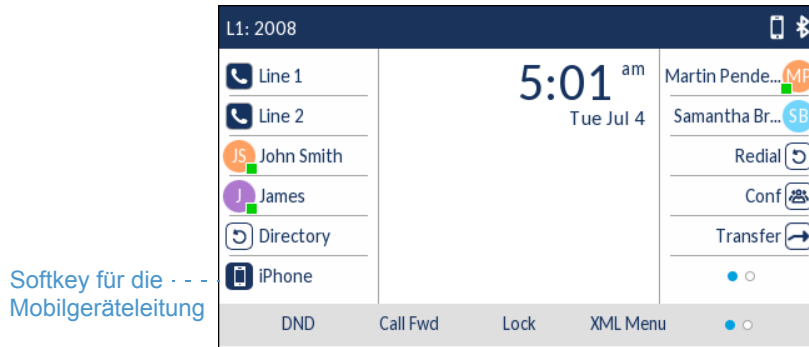 L1: 2008
Line 1
Line 2
JS John Smith
J James
Directory
iPhone
5:01 am
Tue Jul 4
Martin Pende... MP
Samantha Br... SB
Redial
Conf
Transfer
Softkey für die
Mobilgeräteleitung
DND Call Fwd Lock XML Menu